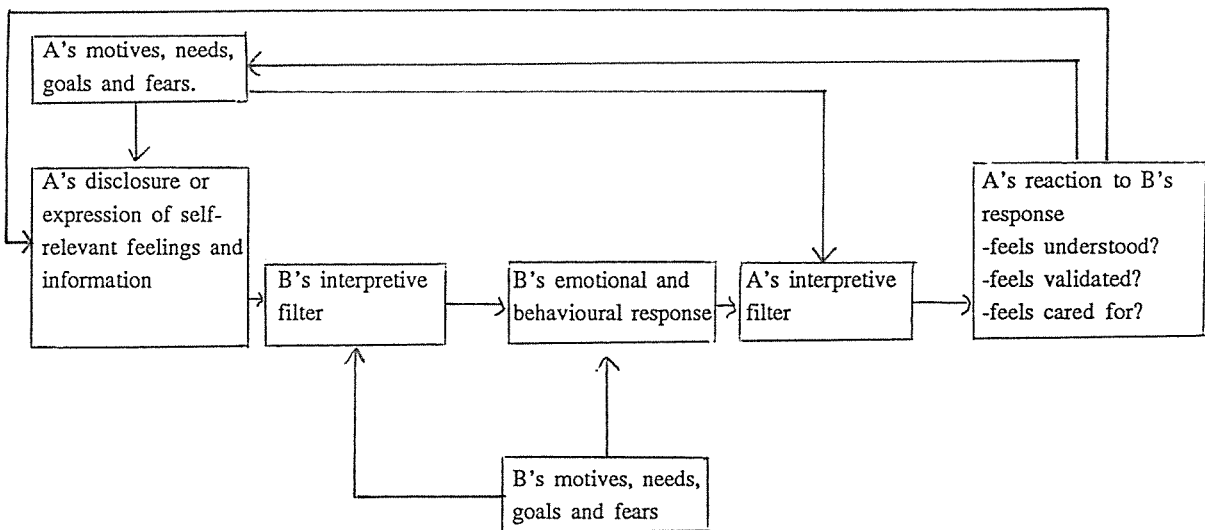 A's motives, needs,
goals and fears.
A's disclosure or
expression of self-
relevant feelings and
information
B's interpretive
filter
B's emotional and
behavioural response
A's interpretive
filter
A's reaction to B's
response
-feels understood?
-feels validated?
-feels cared for?
B's motives, needs,
goals and fears